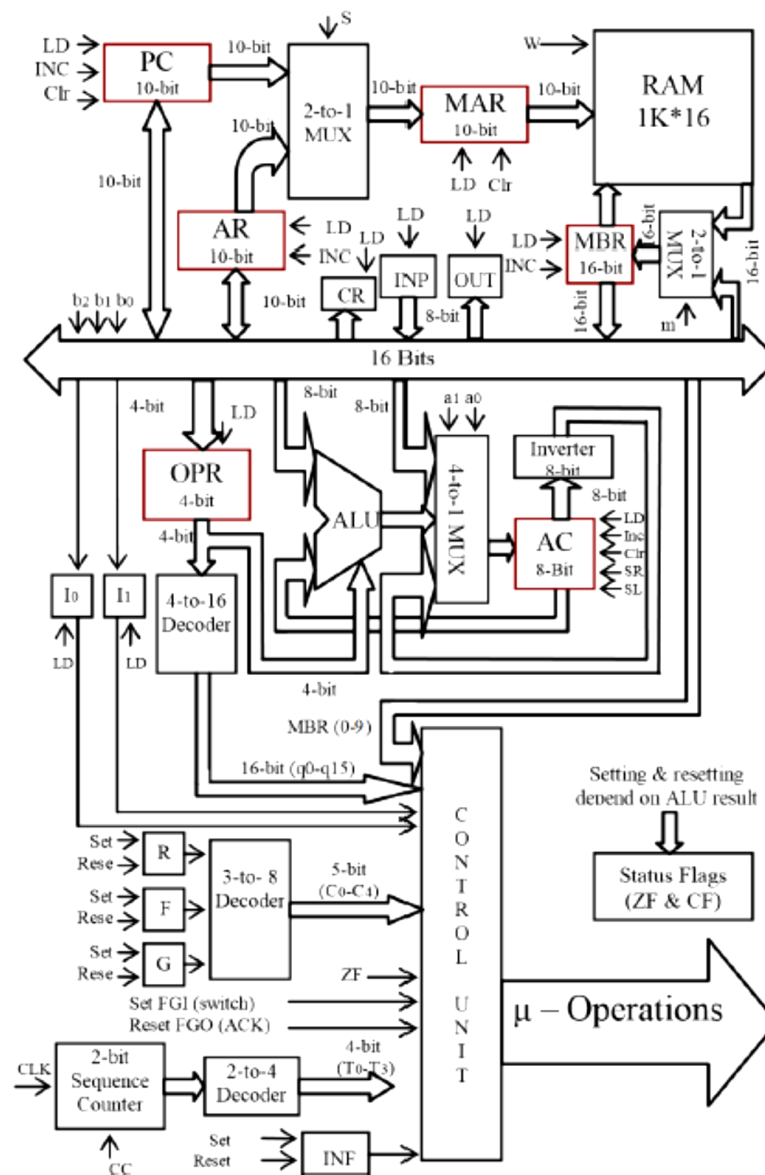 S
LD
INC
Clr
PC
10-bit
10-bit
2-to-1
MUX
10-bit
MAR
10-bit
LD
Clr
10-bit
W
RAM
1K*16
10-bit
10-bit
AR
10-bit
LD
INC
10-bit
LD
CR
LD
INP
8-bit
LD
OUT
LD
INC
MBR
16-bit
16-bit
16-bit
2-to-1
MUX
m
16-bit
b2 b1 b0
16 Bits
4-bit
LD
OPR
4-bit
4-bit
8-bit
8-bit
ALU
a1 a0
4-to-1 MUX
Inverter
8-bit
8-bit
AC
8-Bit
LD
Inc
Clr
SR
SL
I0
LD
I1
LD
4-to-16
Decoder
4-bit
MBR (0-9)
16-bit (q0-q15)
Set
Rese
R
Set
Rese
F
Set
Rese
G
3-to- 8
Decoder
5-bit
(C0-C4)
ZF
Set FGI (switch)
Reset FGO (ACK)
CLK
2-bit
Sequence
Counter
CC
2-to-4
Decoder
4-bit
(T0-T3)
Set
Reset
INF
CONTROL UNIT
Setting & resetting
depend on ALU result
Status Flags
(ZF & CF)
μ – Operations